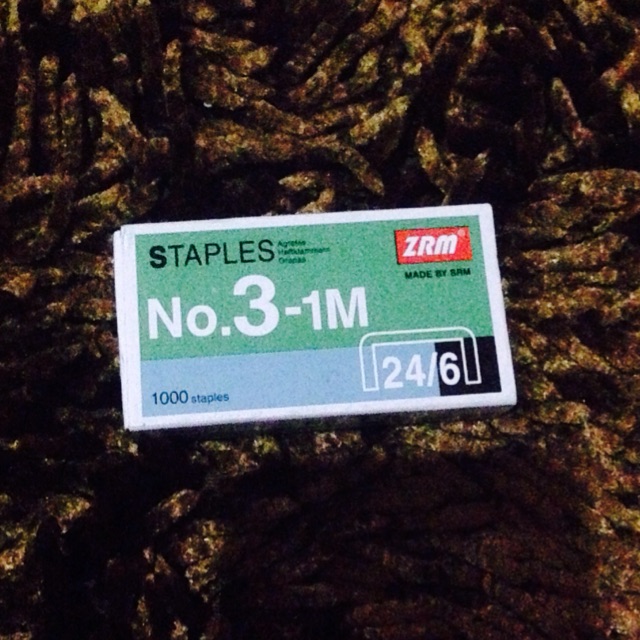 STAPLES
ZRM
MADE BY SRM
No.3-1M
24/6
1000 staples